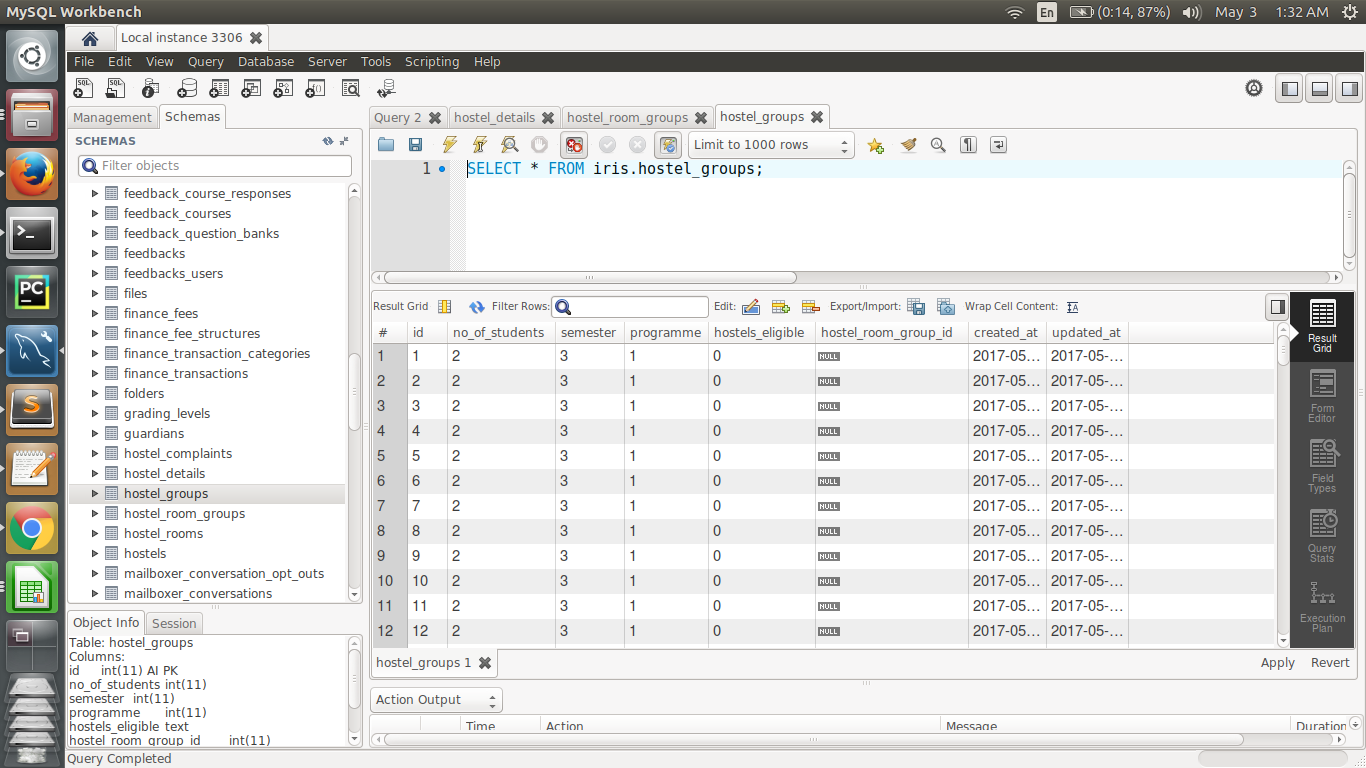 MySQL Workbench En (0:14, 87%) May 3 1:32 AM
Local instance 3306
File Edit View Query Database Server Tools Scripting Help
Management Schemas
SCHEMAS
Filter objects
feedback_course_responses
feedback_courses
feedback_question_banks
feedbacks
feedbacks_users
files
finance_fees
finance_fee_structures
finance_transaction_categories
finance_transactions
folders
grading_levels
guardians
hostel_complaints
hostel_details
hostel_groups
hostel_room_groups
hostel_rooms
hostels
mailboxer_conversation_opt_outs
mailboxer_conversations
Object Info Session
Table: hostel_groups
Columns:
id int(11) AI PK
no_of_students int(11)
semester int(11)
programme int(11)
hostels_eligible text
hostel_room_group_id int(11)
Query Completed
Query 2 hostel_details hostel_room_groups hostel_groups
Limit to 1000 rows
1 SELECT * FROM iris.hostel_groups;
Result Grid Filter Rows: Edit: Export/Import: Wrap Cell Content:
# id no_of_students semester programme hostels_eligible hostel_room_group_id created_at updated_at
1 1 2 3 1 0 NULL 2017-05... 2017-05-...
2 2 2 3 1 0 NULL 2017-05... 2017-05-...
3 3 2 3 1 0 NULL 2017-05... 2017-05-...
4 4 2 3 1 0 NULL 2017-05... 2017-05-...
5 5 2 3 1 0 NULL 2017-05... 2017-05-...
6 6 2 3 1 0 NULL 2017-05... 2017-05-...
7 7 2 3 1 0 NULL 2017-05... 2017-05-...
8 8 2 3 1 0 NULL 2017-05... 2017-05-...
9 9 2 3 1 0 NULL 2017-05... 2017-05-...
10 10 2 3 1 0 NULL 2017-05... 2017-05-...
11 11 2 3 1 0 NULL 2017-05... 2017-05-...
12 12 2 3 1 0 NULL 2017-05... 2017-05-...
Result
Grid
Form
Editor
Field
Types
Query
Stats
Execution
Plan
hostel_groups 1 Apply Revert
Action Output
Time Action Message Duration
PC
S